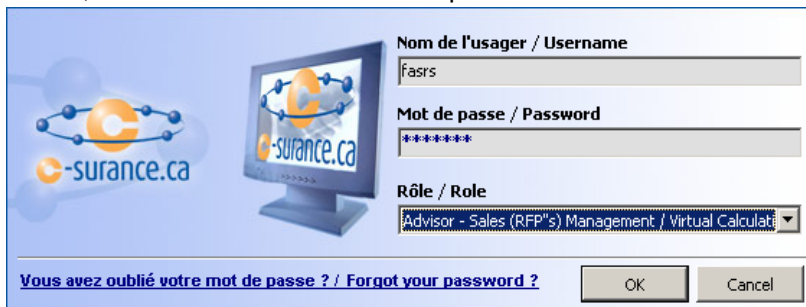 Nom de l'usager / Username
fasrs
Mot de passe / Password
*******
-surance.ca
-surance.ca
Rôle / Role
Advisor - Sales (RFP"s) Management / Virtual Calculati
Vous avez oublié votre mot de passe ? / Forgot your password ?
OK
Cancel